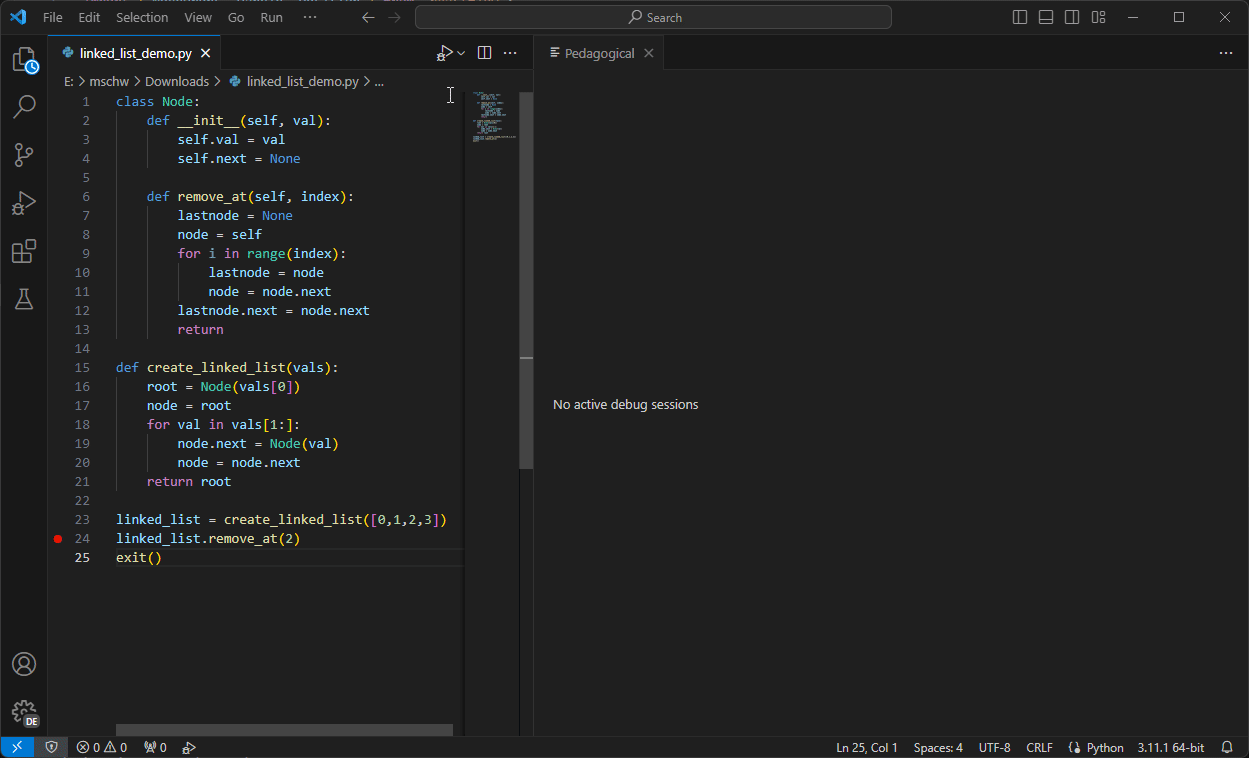 File Edit Selection View Go Run ··· Search
linked_list_demo.py
Pedagogical
E: > mschw > Downloads > linked_list_demo.py > ...
1 class Node:
2     def __init__(self, val):
3         self.val = val
4         self.next = None
5
6     def remove_at(self, index):
7         lastnode = None
8         node = self
9         for i in range(index):
10             lastnode = node
11             node = node.next
12         lastnode.next = node.next
13         return
14
15 def create_linked_list(vals):
16     root = Node(vals[0])
17     node = root
18     for val in vals[1:]:
19         node.next = Node(val)
20         node = node.next
21     return root
22
23 linked_list = create_linked_list([0,1,2,3])
24 linked_list.remove_at(2)
25 exit()
No active debug sessions
DE
0 0 0 Ln 25, Col 1 Spaces: 4 UTF-8 CRLF Python 3.11.1 64-bit